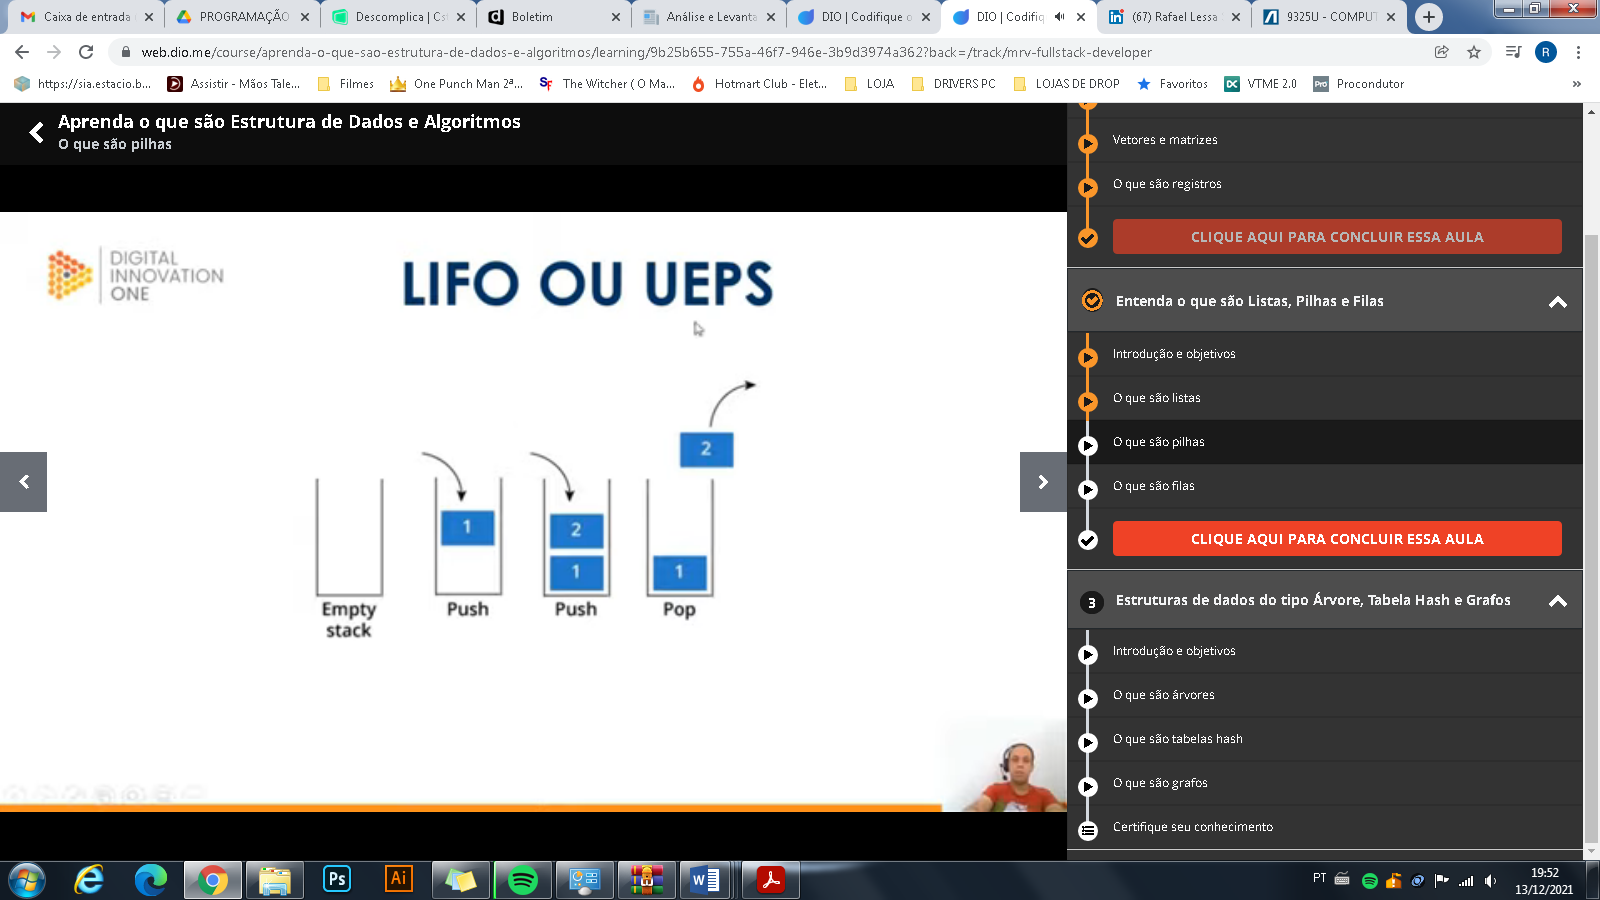 Caixa de entrada
PROGRAMAÇÃO
Descomplica | Cst
Boletim
Análise e Levanta
DIO | Codifique o
DIO | Codifiq
(67) Rafael Lessa
9325U - COMPUT
web.dio.me/course/aprenda-o-que-sao-estrutura-de-dados-e-algoritmos/learning/9b25b655-755a-46f7-946e-3b9d3974a362?back=/track/mrv-fullstack-developer
R
https://sia.estacio.b...
Assistir - Mãos Tale...
Filmes
One Punch Man 2ª...
The Witcher ( O Ma...
Hotmart Club - Elet...
LOJA
DRIVERS PC
LOJAS DE DROP
Favoritos
VTME 2.0
Procondutor
»
Aprenda o que são Estrutura de Dados e Algoritmos
O que são pilhas
DIGITAL
INNOVATION
ONE
LIFO OU UEPS
2
1
2
1
1
Empty
stack
Push
Push
Pop
Vetores e matrizes
O que são registros
CLIQUE AQUI PARA CONCLUIR ESSA AULA
Entenda o que são Listas, Pilhas e Filas
Introdução e objetivos
O que são listas
O que são pilhas
O que são filas
CLIQUE AQUI PARA CONCLUIR ESSA AULA
3
Estruturas de dados do tipo Árvore, Tabela Hash e Grafos
Introdução e objetivos
O que são árvores
O que são tabelas hash
O que são grafos
Certifique seu conhecimento
Ps
Ai
PT
19:52
13/12/2021